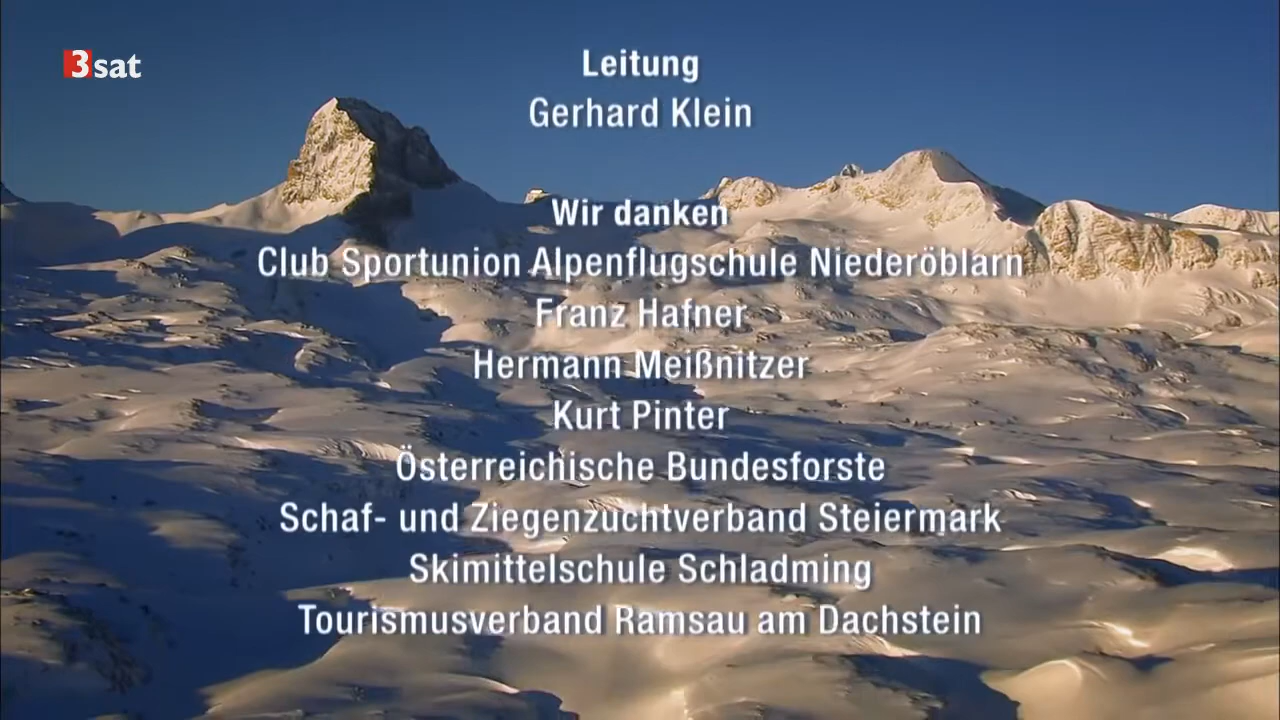 3sat
Leitung
Gerhard Klein
Wir danken
Club Sportunion Alpenflugschule Niederöblarn
Franz Hafner
Hermann Meißnitzer
Kurt Pinter
Österreichische Bundesforste
Schaf- und Ziegenzuchtverband Steiermark
Skimittelschule Schladming
Tourismusverband Ramsau am Dachstein